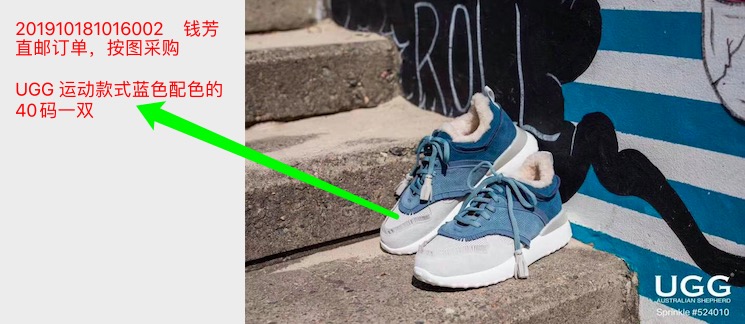 201910181016002 钱芳
直邮订单，按图采购
UGG 运动款式蓝色配色的
40码一双
ROLL
UGG
AUSTRALIAN SHEPHERD
Sprinkle #524010